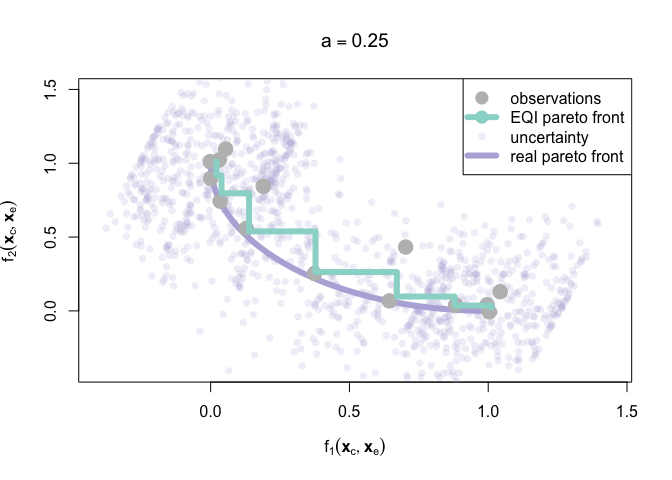 a = 0.25
observations
EQI pareto front
uncertainty
real pareto front
1.5
1.0
0.5
0.0
f₂(𝐱c, 𝐱e)
0.0 0.5 1.0 1.5
f₁(𝐱c, 𝐱e)